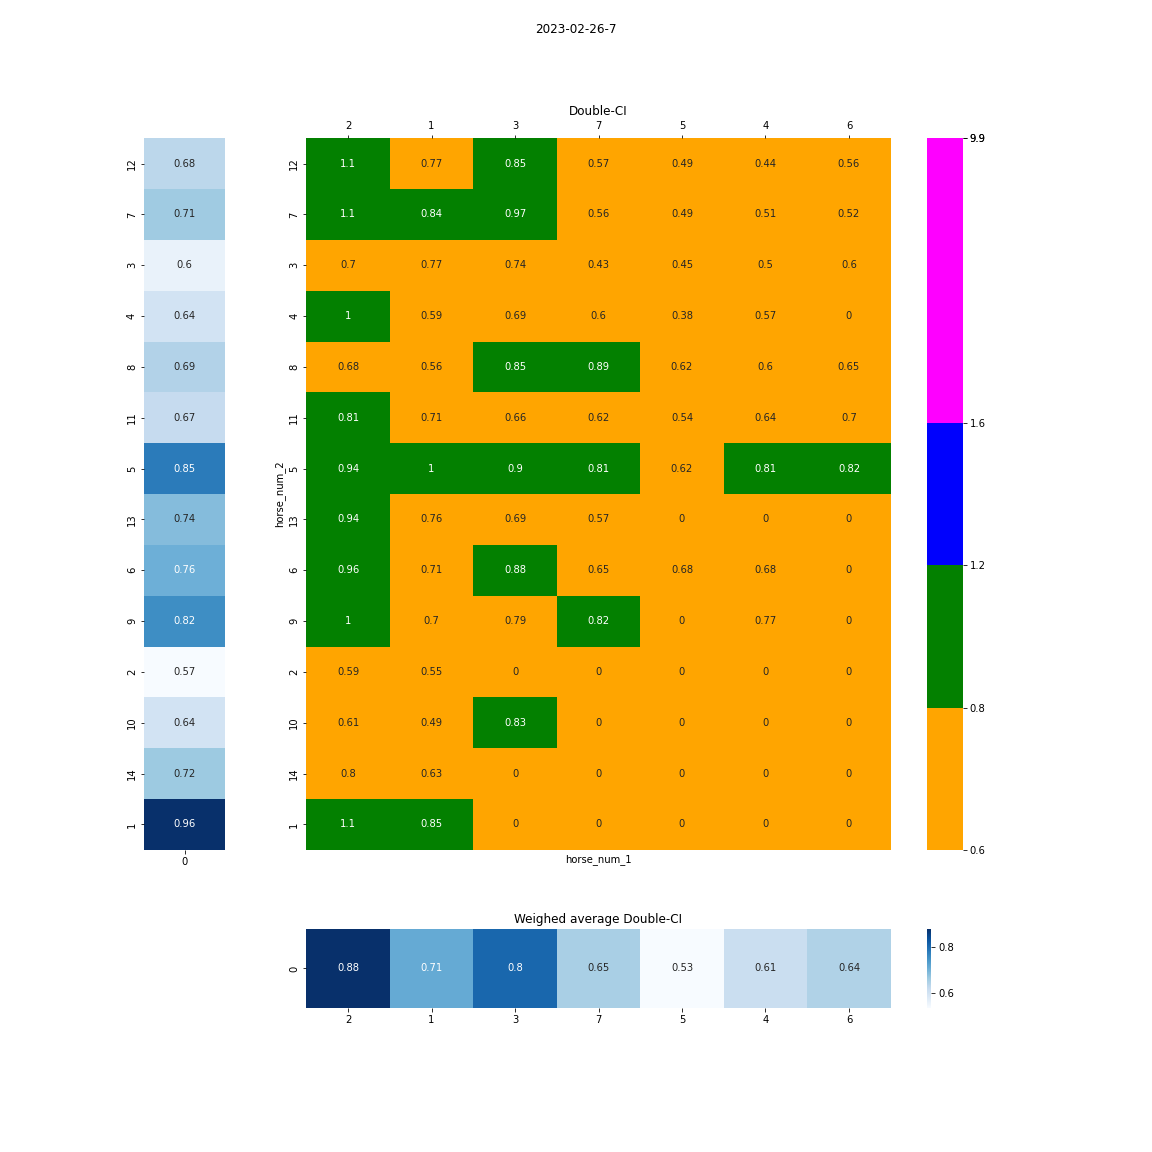 2023-02-26-7
Double-CI
2 1 3 7 5 4 6
12 0.68 12 1.1 0.77 0.85 0.57 0.49 0.44 0.56 9.9
7 0.71 7 1.1 0.84 0.97 0.56 0.49 0.51 0.52
3 0.6 3 0.7 0.77 0.74 0.43 0.45 0.5 0.6
4 0.64 4 1 0.59 0.69 0.6 0.38 0.57 0
8 0.69 8 0.68 0.56 0.85 0.89 0.62 0.6 0.65
11 0.67 11 0.81 0.71 0.66 0.62 0.54 0.64 0.7 1.6
5 0.85 5 0.94 1 0.9 0.81 0.62 0.81 0.82
horse_num_2
13 0.74 13 0.94 0.76 0.69 0.57 0 0 0
6 0.76 6 0.96 0.71 0.88 0.65 0.68 0.68 0 1.2
9 0.82 9 1 0.7 0.79 0.82 0 0.77 0
2 0.57 2 0.59 0.55 0 0 0 0 0
10 0.64 10 0.61 0.49 0.83 0 0 0 0 0.8
14 0.72 14 0.8 0.63 0 0 0 0 0
1 0.96 1 1.1 0.85 0 0 0 0 0 0.6
0 horse_num_1
Weighed average Double-CI
0 0.88 0.71 0.8 0.65 0.53 0.61 0.64 0.8
0.6
2 1 3 7 5 4 6